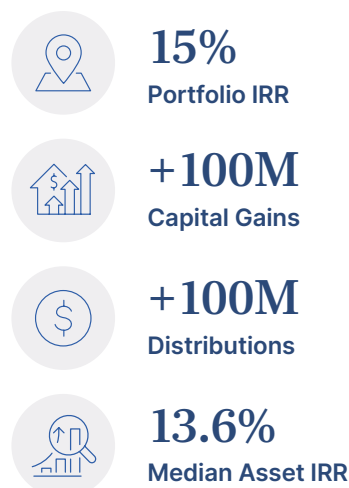 15%
Portfolio IRR
+100M
Capital Gains
+100M
Distributions
13.6%
Median Asset IRR